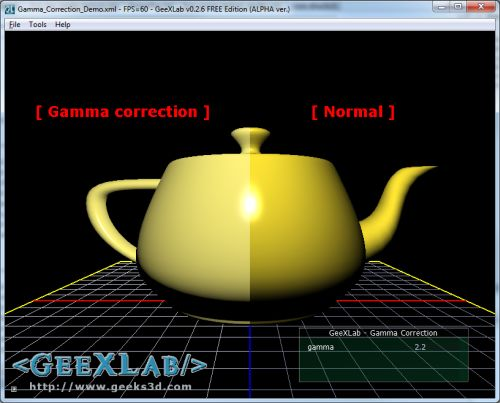 Gamma_Correction_Demo.xml - FPS=60 - GeeXLab v0.2.6 FREE Edition (ALPHA ver.)
File Tools Help
[ Gamma correction ] [ Normal ]
GeeXLab - Gamma Correction
gamma 2.2
<GeeXLab/>
http://www.geeks3d.com